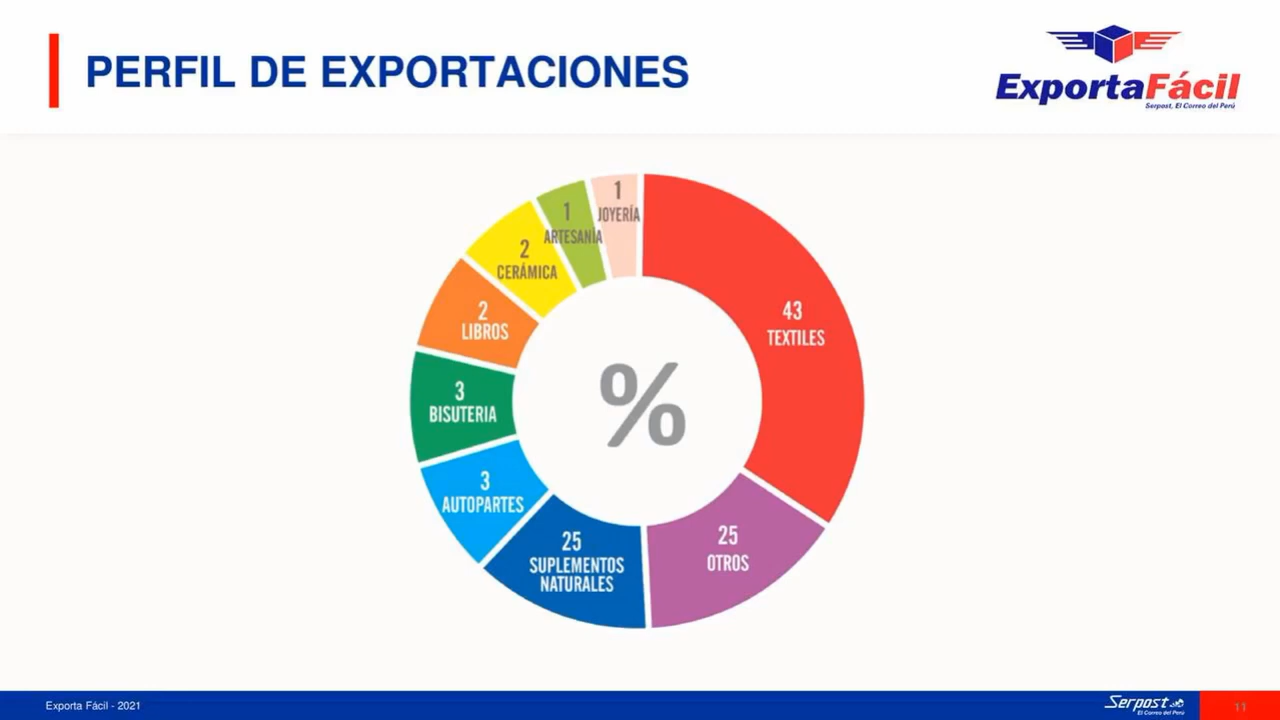 PERFIL DE EXPORTACIONES
ExportaFácil
Serpost, El Correo del Perú
1
JOYERÍA
1
ARTESANÍA
2
CERÁMICA
43
TEXTILES
2
LIBROS
%
3
BISUTERIA
3
AUTOPARTES
25
SUPLEMENTOS
NATURALES
25
OTROS
Exporta Fácil - 2021
Serpost
El Correo del Perú
11